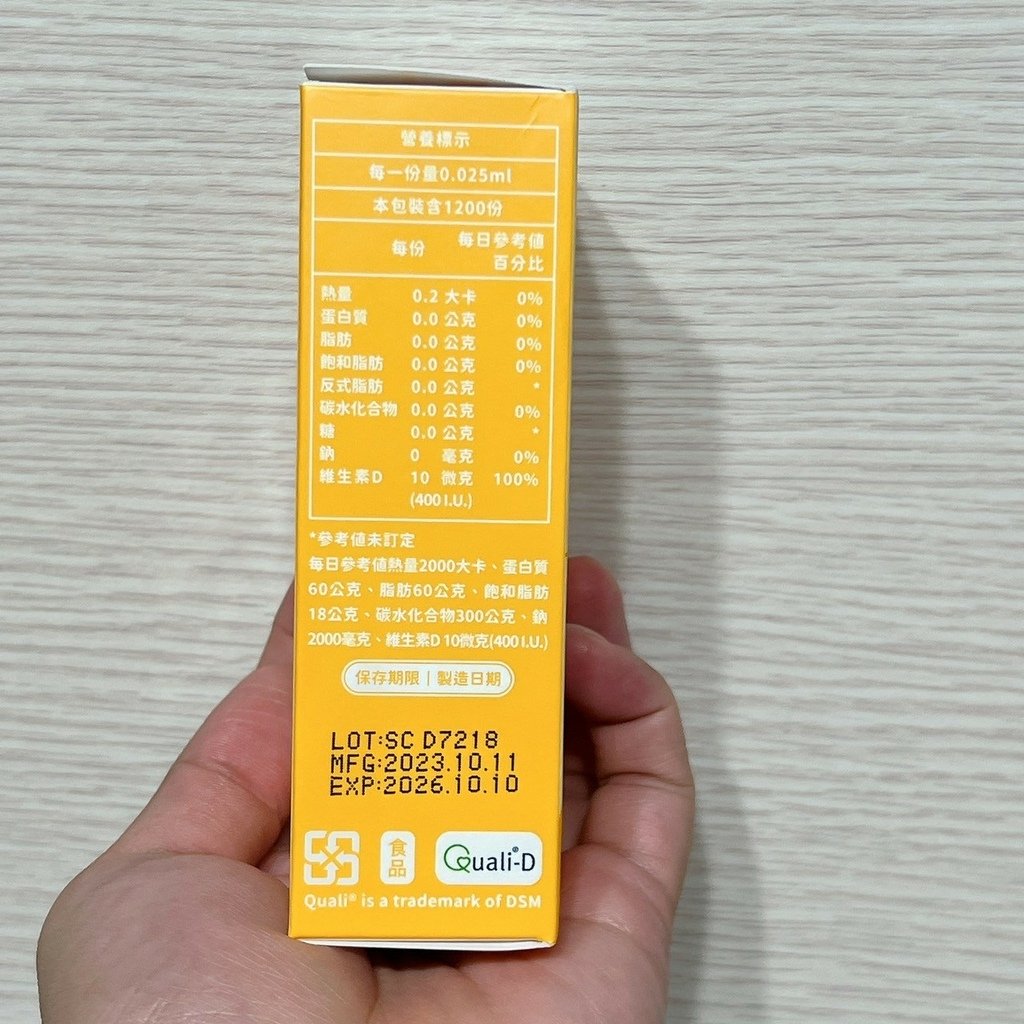 營養標示
每一份量0.025ml
本包裝含1200份
每份 每日參考值百分比
熱量 0.2 大卡 0%
蛋白質 0.0 公克 0%
脂肪 0.0 公克 0%
飽和脂肪 0.0 公克 0%
反式脂肪 0.0 公克 *
碳水化合物 0.0 公克 0%
糖 0.0 公克 *
鈉 0 毫克 0%
維生素D 10 微克 100%
(400 I.U.)
*參考值未訂定
每日參考值熱量2000大卡、蛋白質
60公克、脂肪60公克、飽和脂肪
18公克、碳水化合物300公克、鈉
2000毫克、維生素D 10微克(400 I.U.)
保存期限|製造日期
LOT:SC D7218
MFG:2023.10.11
EXP:2026.10.10
食品
Quali®-D
Quali® is a trademark of DSM